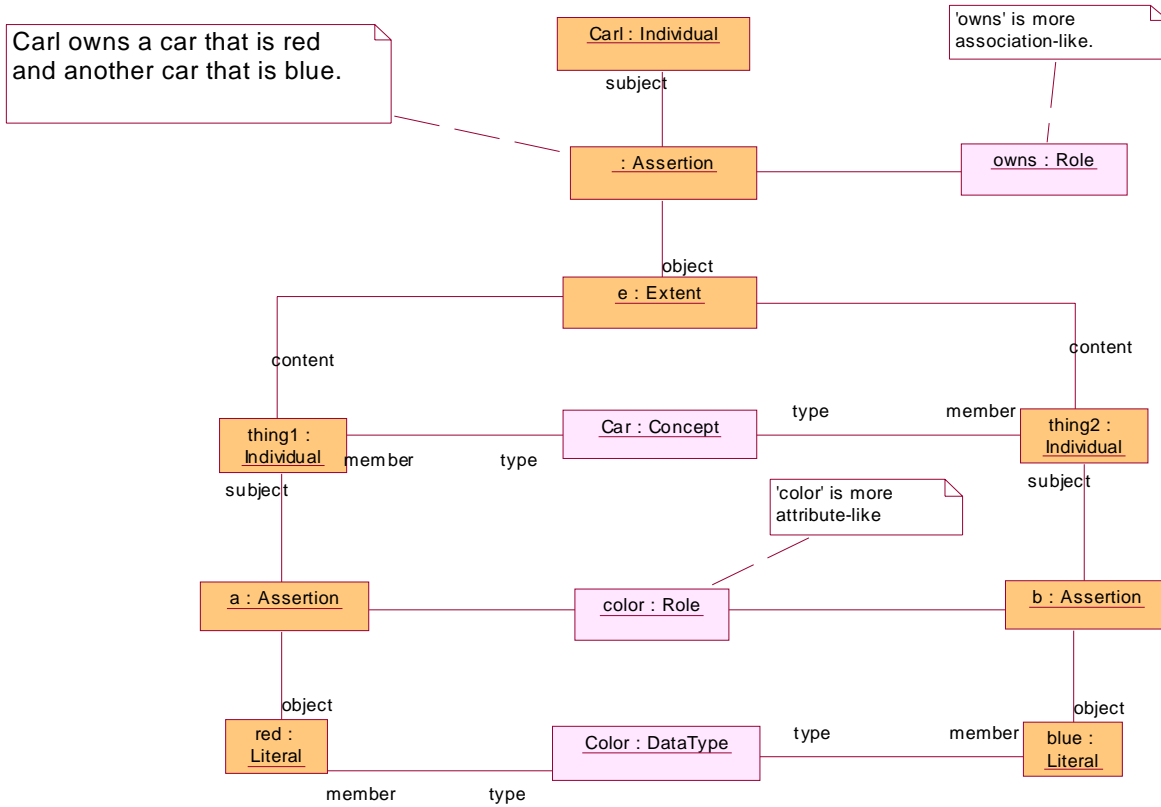 Carl owns a car that is red
and another car that is blue.
Carl : Individual
'owns' is more
association-like.
subject
: Assertion
owns : Role
object
e : Extent
content
content
thing1 :
Individual
member
type
Car : Concept
type
member
thing2 :
Individual
subject
subject
'color' is more
attribute-like
a : Assertion
color : Role
b : Assertion
object
object
red :
Literal
member
type
Color : DataType
type
member
blue :
Literal